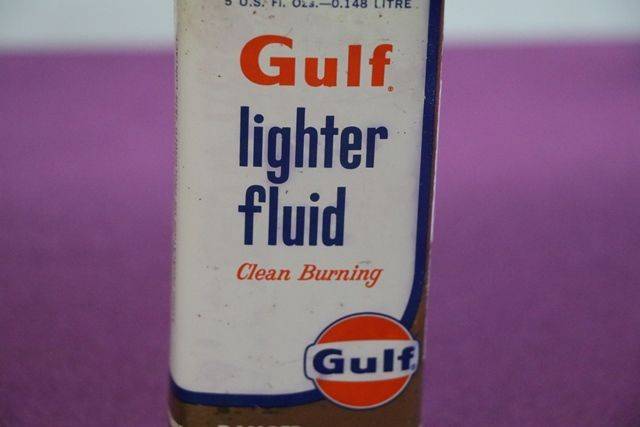 5 U.S. FL. OZS.—0.148 LITRE
Gulf®
lighter
fluid
Clean Burning
Gulf